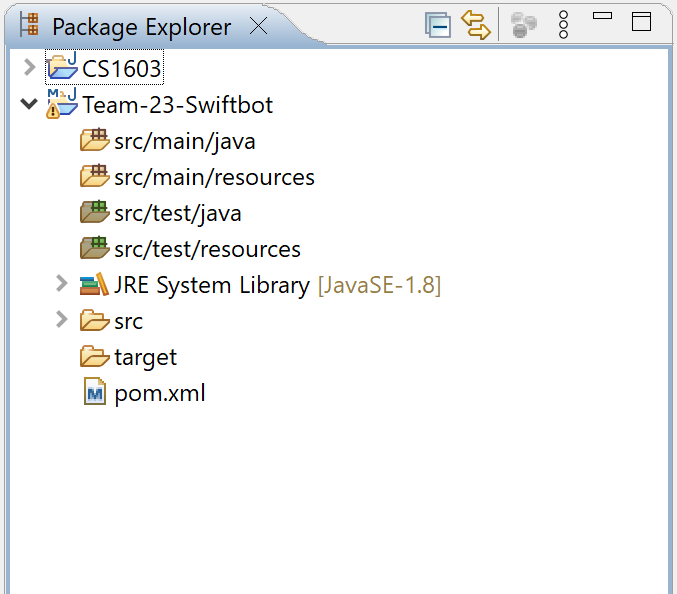 Package Explorer
CS1603
Team-23-Swiftbot
src/main/java
src/main/resources
src/test/java
src/test/resources
JRE System Library [JavaSE-1.8]
src
target
pom.xml